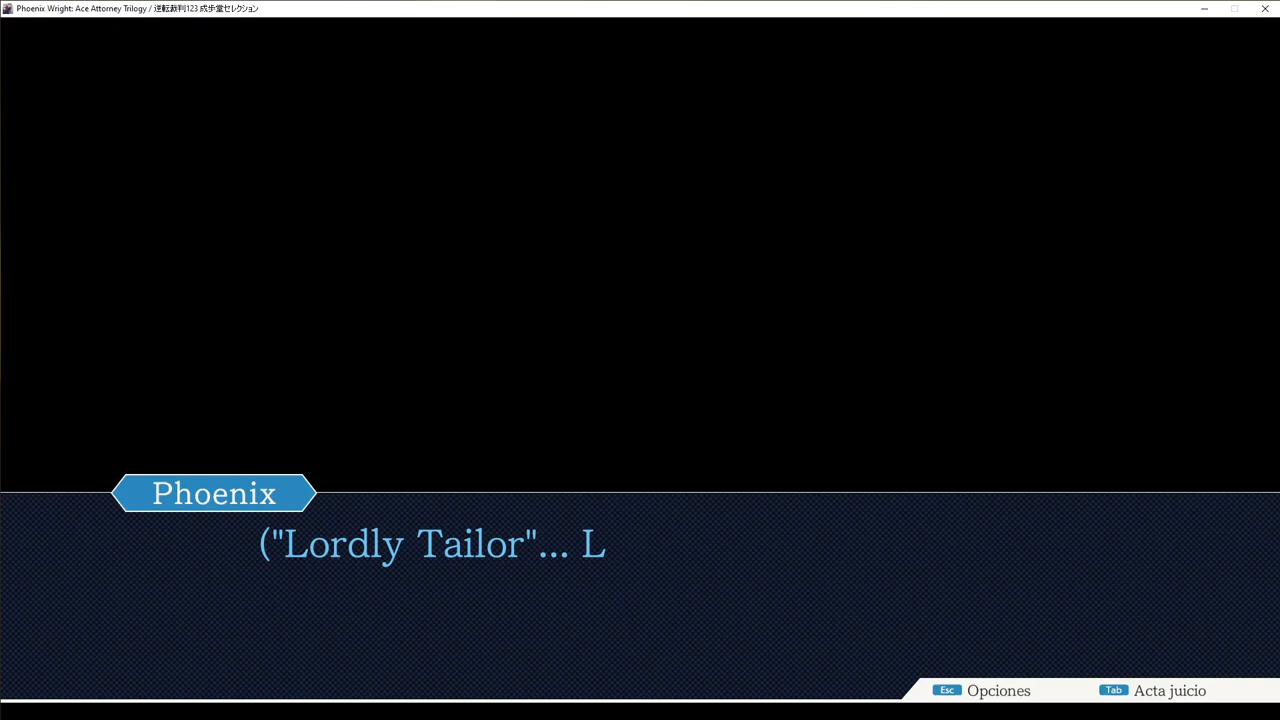 Phoenix Wright: Ace Attorney Trilogy / 逆転裁判123 成歩堂セレクション
Phoenix
("Lordly Tailor"... L
Esc Opciones Tab Acta juicio